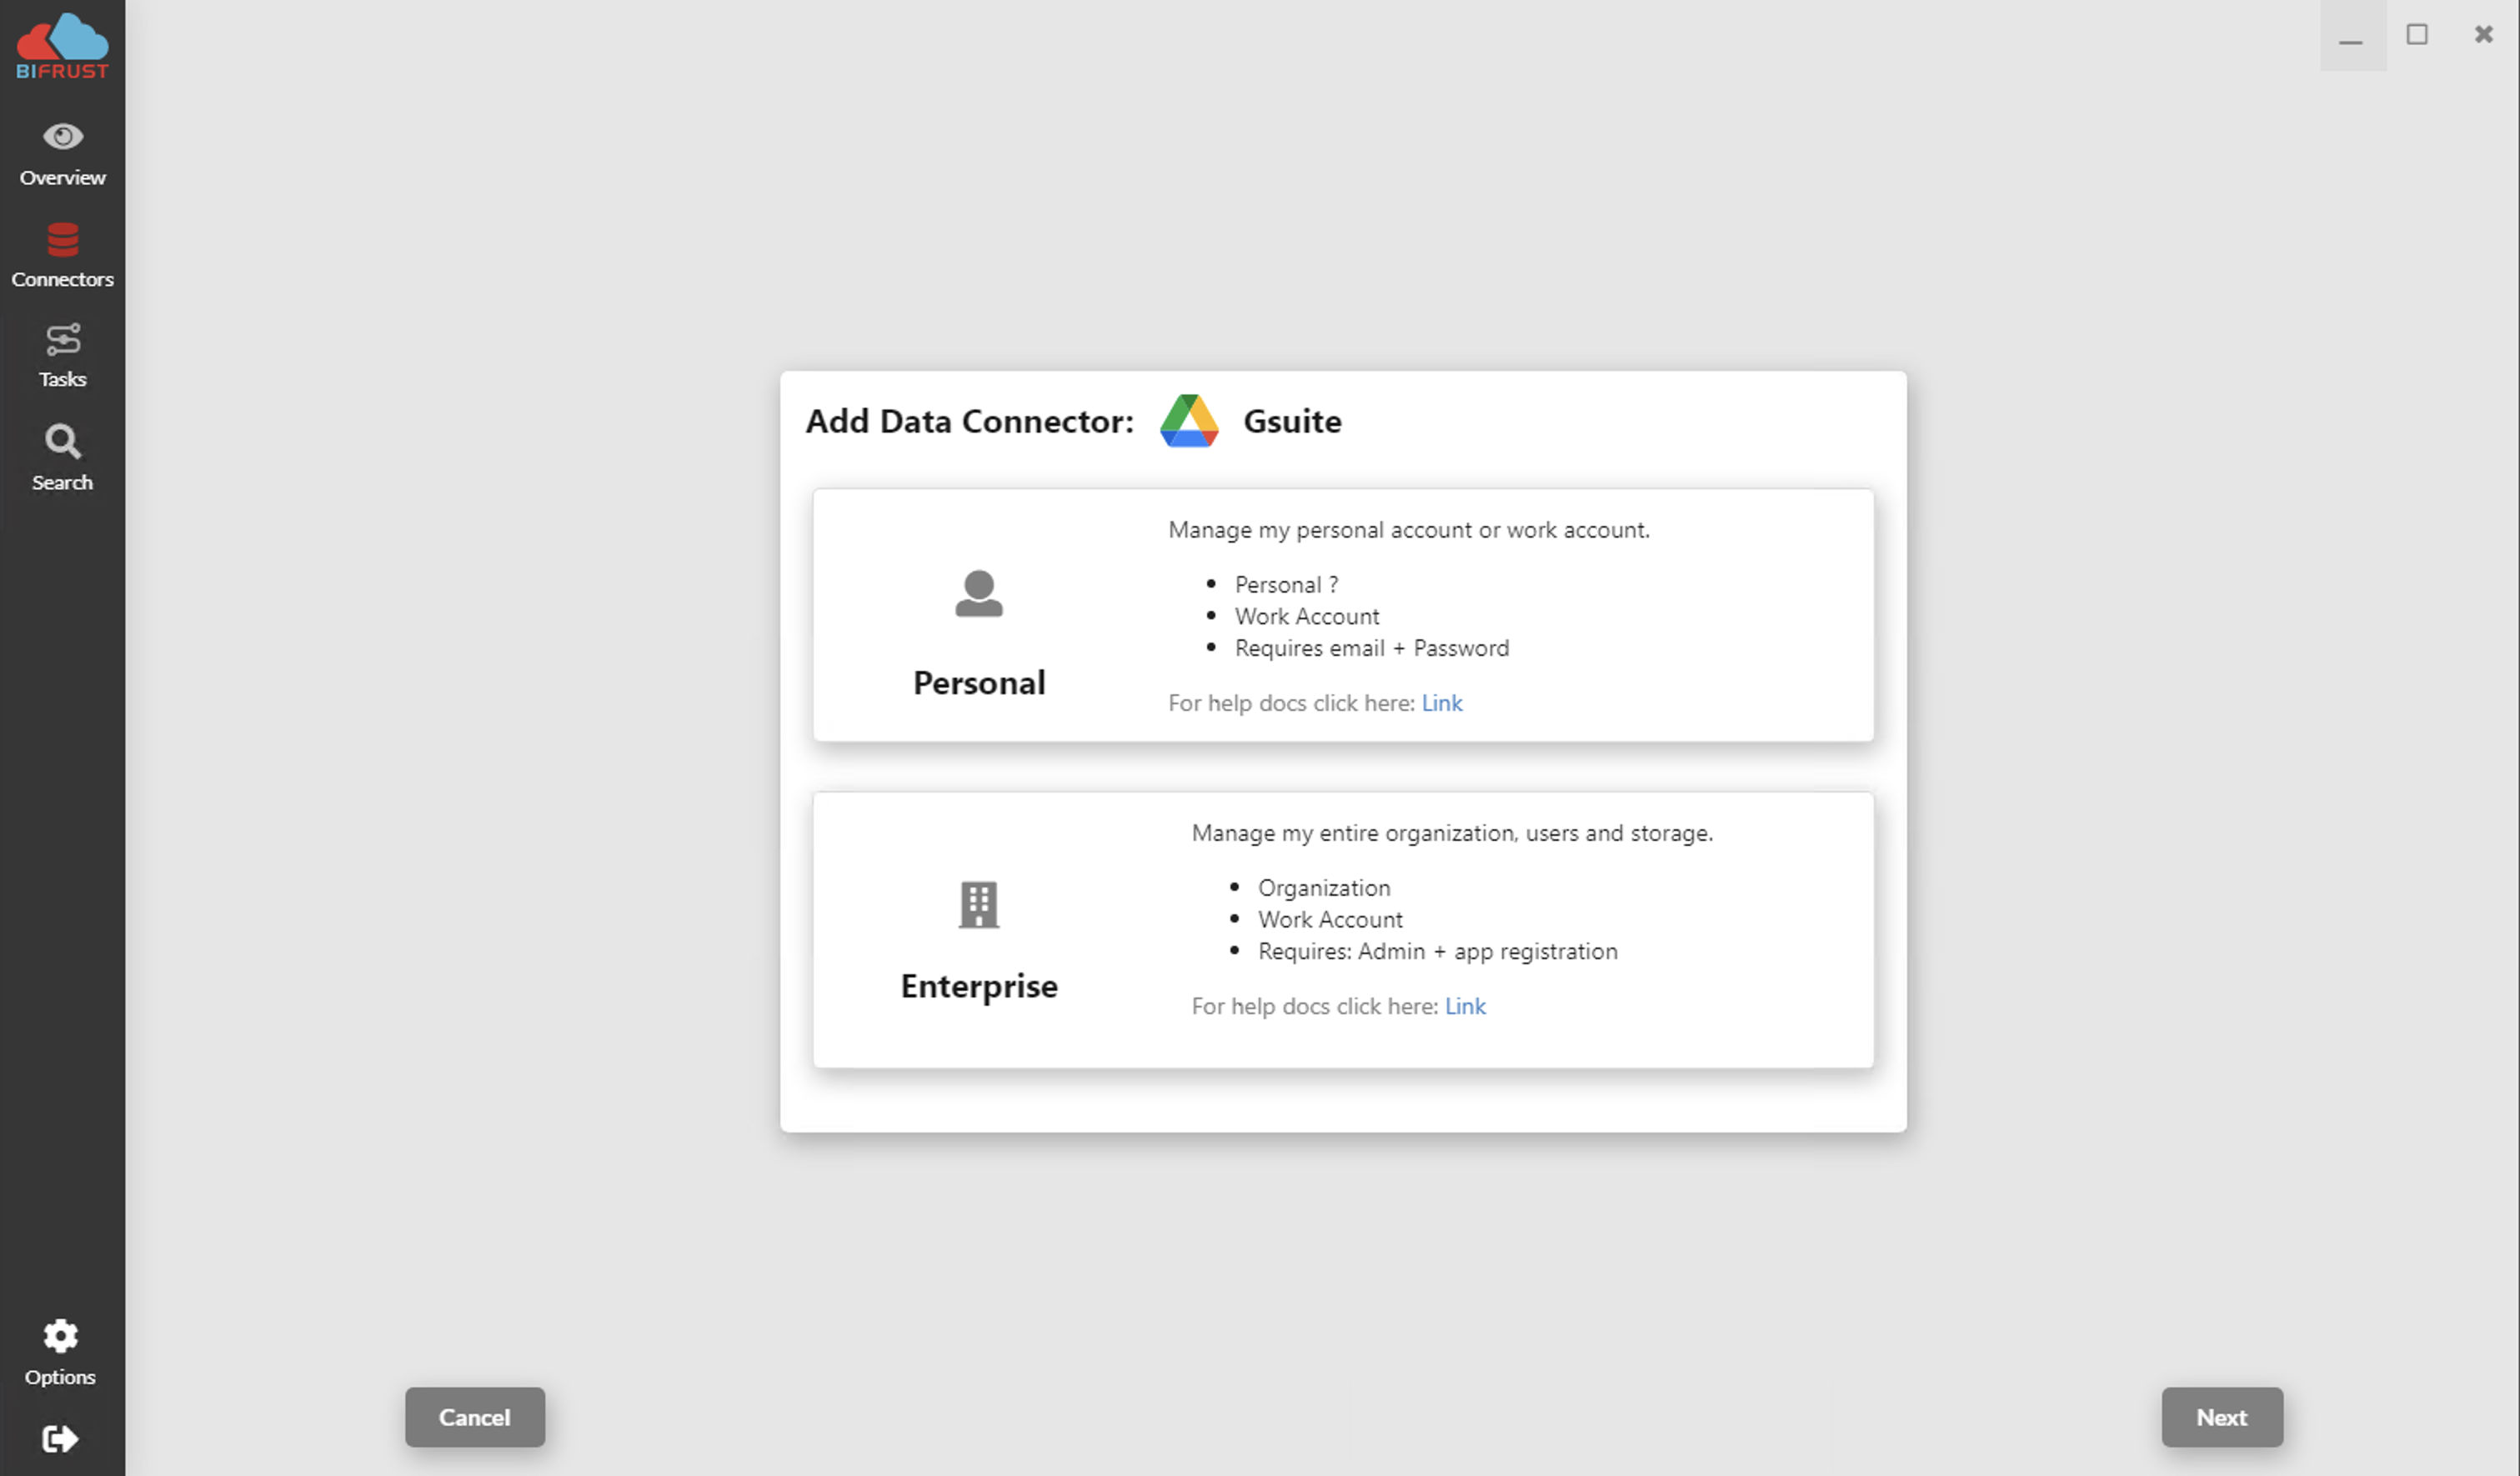 BIFRUST
Overview
Connectors
Tasks
Search
Options
Add Data Connector: Gsuite
Personal
Manage my personal account or work account.
Personal ?
Work Account
Requires email + Password
For help docs click here: Link
Enterprise
Manage my entire organization, users and storage.
Organization
Work Account
Requires: Admin + app registration
For help docs click here: Link
Cancel
Next